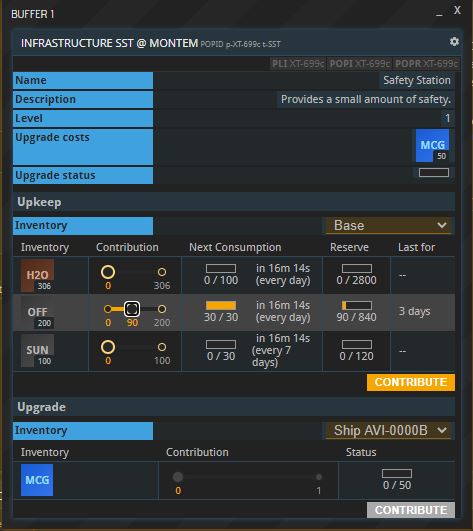 BUFFER 1 _ X
INFRASTRUCTURE SST @ MONTEM POPID p-XT-699c t-SST
PLI XT-699c POPI XT-699c POPR XT-699c
Name Safety Station
Description Provides a small amount of safety.
Level 1
Upgrade costs MCG 50
Upgrade status
Upkeep
Inventory Base
Inventory Contribution Next Consumption Reserve Last for
H2O 306 0 306 0 / 100 in 16m 14s (every day) 0 / 2800 --
OFF 200 0 90 200 30 / 30 in 16m 14s (every day) 90 / 840 3 days
SUN 100 0 100 0 / 30 in 16m 14s (every 7 days) 0 / 120 --
CONTRIBUTE
Upgrade
Inventory Ship AVI-0000B
Inventory Contribution Status
MCG 0 1 0 / 50
CONTRIBUTE